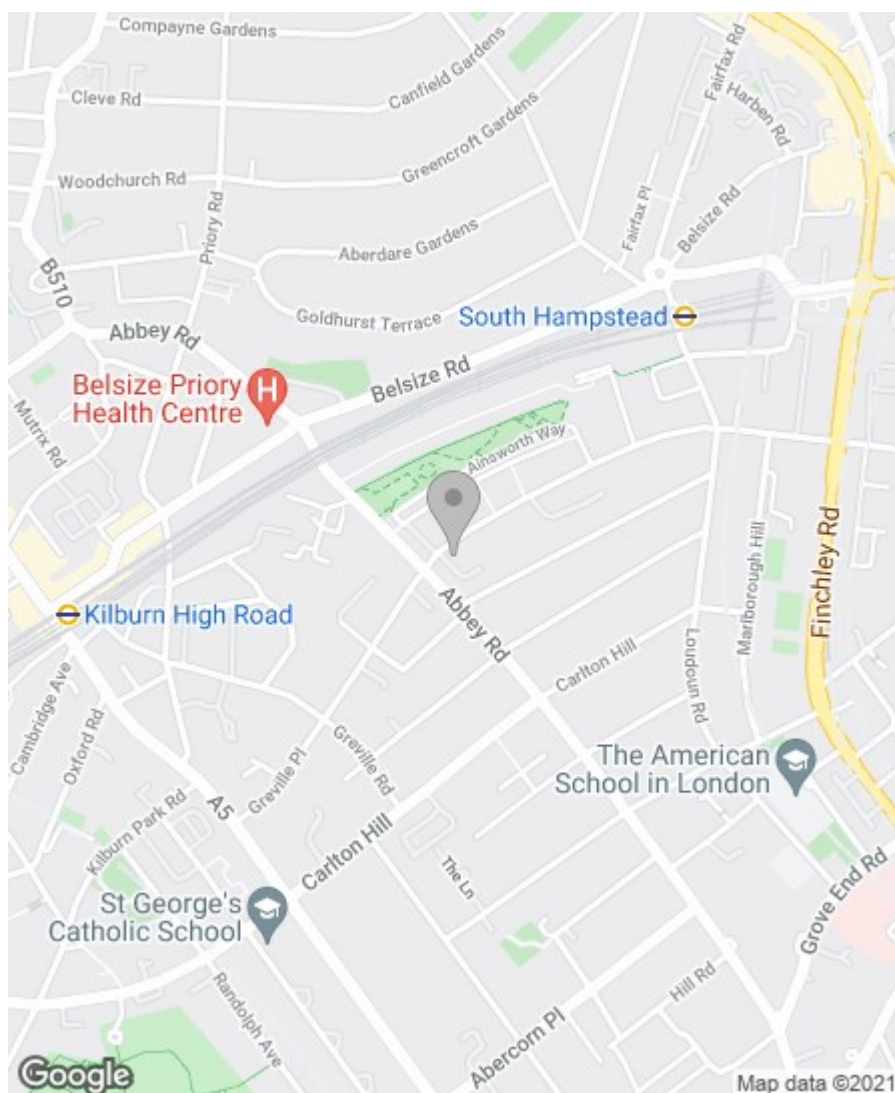 Compayne Gardens
Fairfax Rd
Cleve Rd
Canfield Gardens
Harben Rd
Greencroft Gardens
Woodchurch Rd
Priory Rd
Fairfax Pl
Belsize Rd
Aberdare Gardens
B510
Goldhurst Terrace
South Hampstead
Abbey Rd
Belsize Rd
Belsize Priory
Health Centre
H
Mutrix Rd
Ainsworth Way
Finchley Rd
Marlborough Hill
Kilburn High Road
Abbey Rd
Carlton Hill
Loudoun Rd
Cambridge Ave
Oxford Rd
Greville Pl
Greville Rd
The American
School in London
Kilburn Park Rd
A5
Carlton Hill
The Ln
St George's
Catholic School
Grove End Rd
Hill Rd
Randolph Ave
Abercorn Pl
Google
Map data ©2021